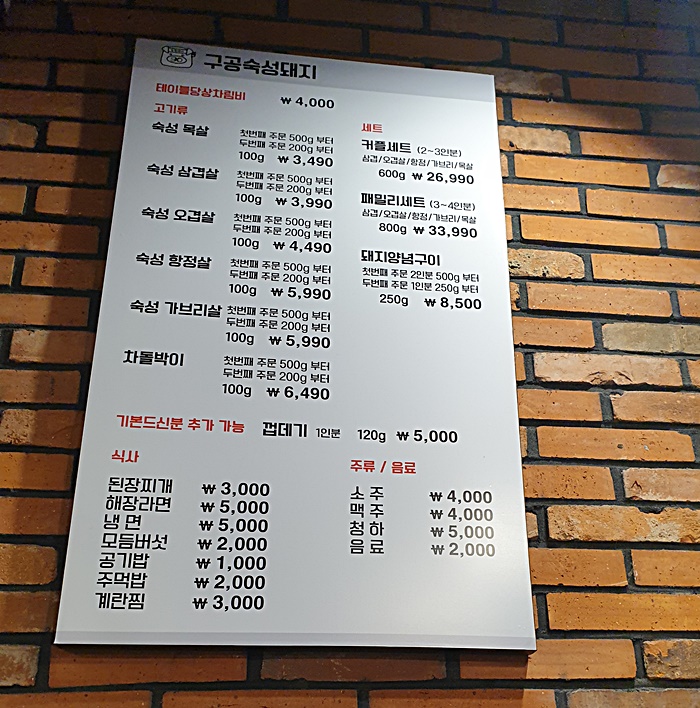 구공숙성돼지
테이블당상차림비 ₩ 4,000
고기류
숙성 목살 첫번째 주문 500g 부터
두번째 주문 200g 부터
100g ₩ 3,490
숙성 삼겹살 첫번째 주문 500g 부터
두번째 주문 200g 부터
100g ₩ 3,990
숙성 오겹살 첫번째 주문 500g 부터
두번째 주문 200g 부터
100g ₩ 4,490
숙성 항정살 첫번째 주문 500g 부터
두번째 주문 200g 부터
100g ₩ 5,990
숙성 가브리살 첫번째 주문 500g 부터
두번째 주문 200g 부터
100g ₩ 5,990
차돌박이 첫번째 주문 500g 부터
두번째 주문 200g 부터
100g ₩ 6,490
세트
커플세트 (2~3인분)
삼겹/오겹살/항정/가브리/목살
600g ₩ 26,990
패밀리세트 (3~4인분)
삼겹/오겹살/항정/가브리/목살
800g ₩ 33,990
돼지양념구이
첫번째 주문 2인분 500g 부터
두번째 주문 1인분 250g 부터
250g ₩ 8,500
기본드신분 추가 가능 껍데기 1인분 120g ₩ 5,000
식사
된장찌개 ₩ 3,000
해장라면 ₩ 5,000
냉 면 ₩ 5,000
모듬버섯 ₩ 2,000
공기밥 ₩ 1,000
주먹밥 ₩ 2,000
계란찜 ₩ 3,000
주류 / 음료
소 주 ₩ 4,000
맥 주 ₩ 4,000
청 하 ₩ 5,000
음 료 ₩ 2,000